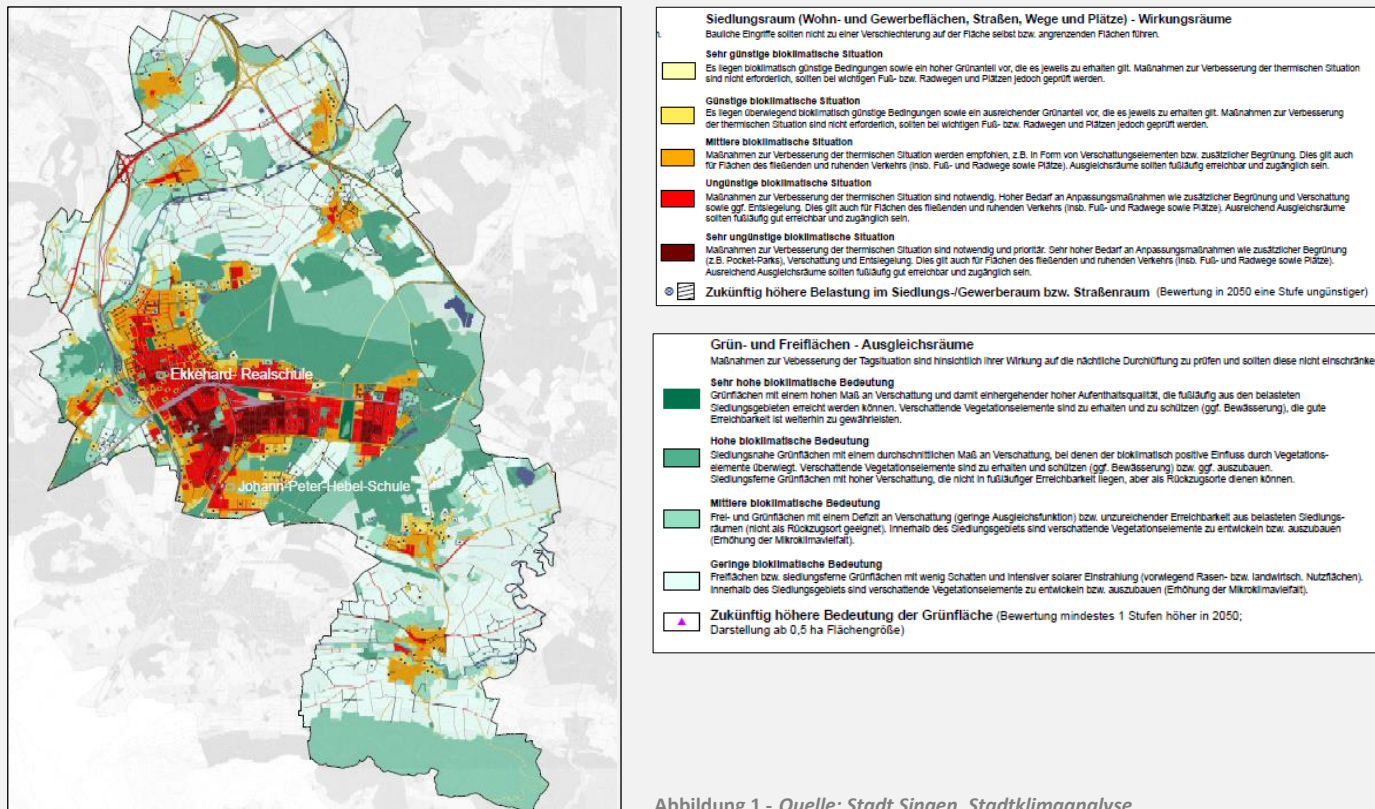 Ekkehard- Realschule
Johann-Peter-Hebel-Schule
Siedlungsraum (Wohn- und Gewerbeflächen, Straßen, Wege und Plätze) - Wirkungsräume
Bauliche Eingriffe sollten nicht zu einer Verschlechterung auf der Fläche selbst bzw. angrenzenden Flächen führen.
Sehr günstige bioklimatische Situation
Es liegen bioklimatisch günstige Bedingungen sowie ein hoher Grünanteil vor, die es jeweils zu erhalten gilt. Maßnahmen zur Verbesserung der thermischen Situation
sind nicht erforderlich, sollten bei wichtigen Fuß- bzw. Radwegen und Plätzen jedoch geprüft werden.
Günstige bioklimatische Situation
Es liegen überwiegend bioklimatisch günstige Bedingungen sowie ein ausreichender Grünanteil vor, die es jeweils zu erhalten gilt. Maßnahmen zur Verbesserung
der thermischen Situation sind nicht erforderlich, sollten bei wichtigen Fuß- bzw. Radwegen und Plätzen jedoch geprüft werden.
Mittlere bioklimatische Situation
Maßnahmen zur Verbesserung der thermischen Situation werden empfohlen, z.B. in Form von Verschattungselementen bzw. zusätzlicher Begrünung. Dies gilt auch
für Flächen des fließenden und ruhenden Verkehrs (insb. Fuß- und Radwege sowie Plätze). Ausgleichsräume sollten fußläufig erreichbar und zugänglich sein.
Ungünstige bioklimatische Situation
Maßnahmen zur Verbesserung der thermischen Situation sind notwendig. Hoher Bedarf an Anpassungsmaßnahmen wie zusätzlicher Begrünung und Verschattung
sowie ggf. Entsiegelung. Dies gilt auch für Flächen des fließenden und ruhenden Verkehrs (insb. Fuß- und Radwege sowie Plätze). Ausreichend Ausgleichsräume
sollten fußläufig gut erreichbar und zugänglich sein.
Sehr ungünstige bioklimatische Situation
Maßnahmen zur Verbesserung der thermischen Situation sind notwendig und prioritär. Sehr hoher Bedarf an Anpassungsmaßnahmen wie zusätzlicher Begrünung
(z.B. Pocket-Parks), Verschattung und Entsiegelung. Dies gilt auch für Flächen des fließenden und ruhenden Verkehrs (insb. Fuß- und Radwege sowie Plätze).
Ausreichend Ausgleichsräume sollten fußläufig gut erreichbar und zugänglich sein.
Zukünftig höhere Belastung im Siedlungs-/Gewerberaum bzw. Straßenraum (Bewertung in 2050 eine Stufe ungünstiger)
Grün- und Freiflächen - Ausgleichsräume
Maßnahmen zur Vebesserung der Tagsituation sind hinsichtlich ihrer Wirkung auf die nächtliche Durchlüftung zu prüfen und sollten diese nicht einschränke
Sehr hohe bioklimatische Bedeutung
Grünflächen mit einem hohen Maß an Verschattung und damit einhergehender hoher Aufenthaltsqualität, die fußläufig aus den belasteten
Siedlungsgebieten erreicht werden können. Verschattende Vegetationselemente sind zu erhalten und zu schützen (ggf. Bewässerung), die gute
Erreichbarkeit ist weiterhin zu gewährleisten.
Hohe bioklimatische Bedeutung
Siedlungsnahe Grünflächen mit einem durchschnittlichen Maß an Verschattung, bei denen der bioklimatisch positive Einfluss durch Vegetations-
elemente überwiegt. Verschattende Vegetationselemente sind zu erhalten und schützen (ggf. Bewässerung) bzw. ggf. auszubauen.
Siedlungsferne Grünflächen mit hoher Verschattung, die nicht in fußläufiger Erreichbarkeit liegen, aber als Rückzugsorte dienen können.
Mittlere bioklimatische Bedeutung
Frei- und Grünflächen mit einem Defizit an Verschattung (geringe Ausgleichsfunktion) bzw. unzureichender Erreichbarkeit aus belasteten Siedlungs-
räumen (nicht als Rückzugsort geeignet). Innerhalb des Siedlungsgebiets sind verschattende Vegetationselemente zu entwickeln bzw. auszubauen
(Erhöhung der Mikroklimavielfalt).
Geringe bioklimatische Bedeutung
Freiflächen bzw. siedlungsferne Grünflächen mit wenig Schatten und intensiver solarer Einstrahlung (vorwiegend Rasen- bzw. landwirtsch. Nutzflächen).
Innerhalb des Siedlungsgebiets sind verschattende Vegetationselemente zu entwickeln bzw. auszubauen (Erhöhung der Mikroklimavielfalt).
Zukünftig höhere Bedeutung der Grünfläche (Bewertung mindestens 1 Stufen höher in 2050;
Darstellung ab 0,5 ha Flächengröße)
Abbildung 1 - Quelle: Stadt Singen, Stadtklimaanalyse